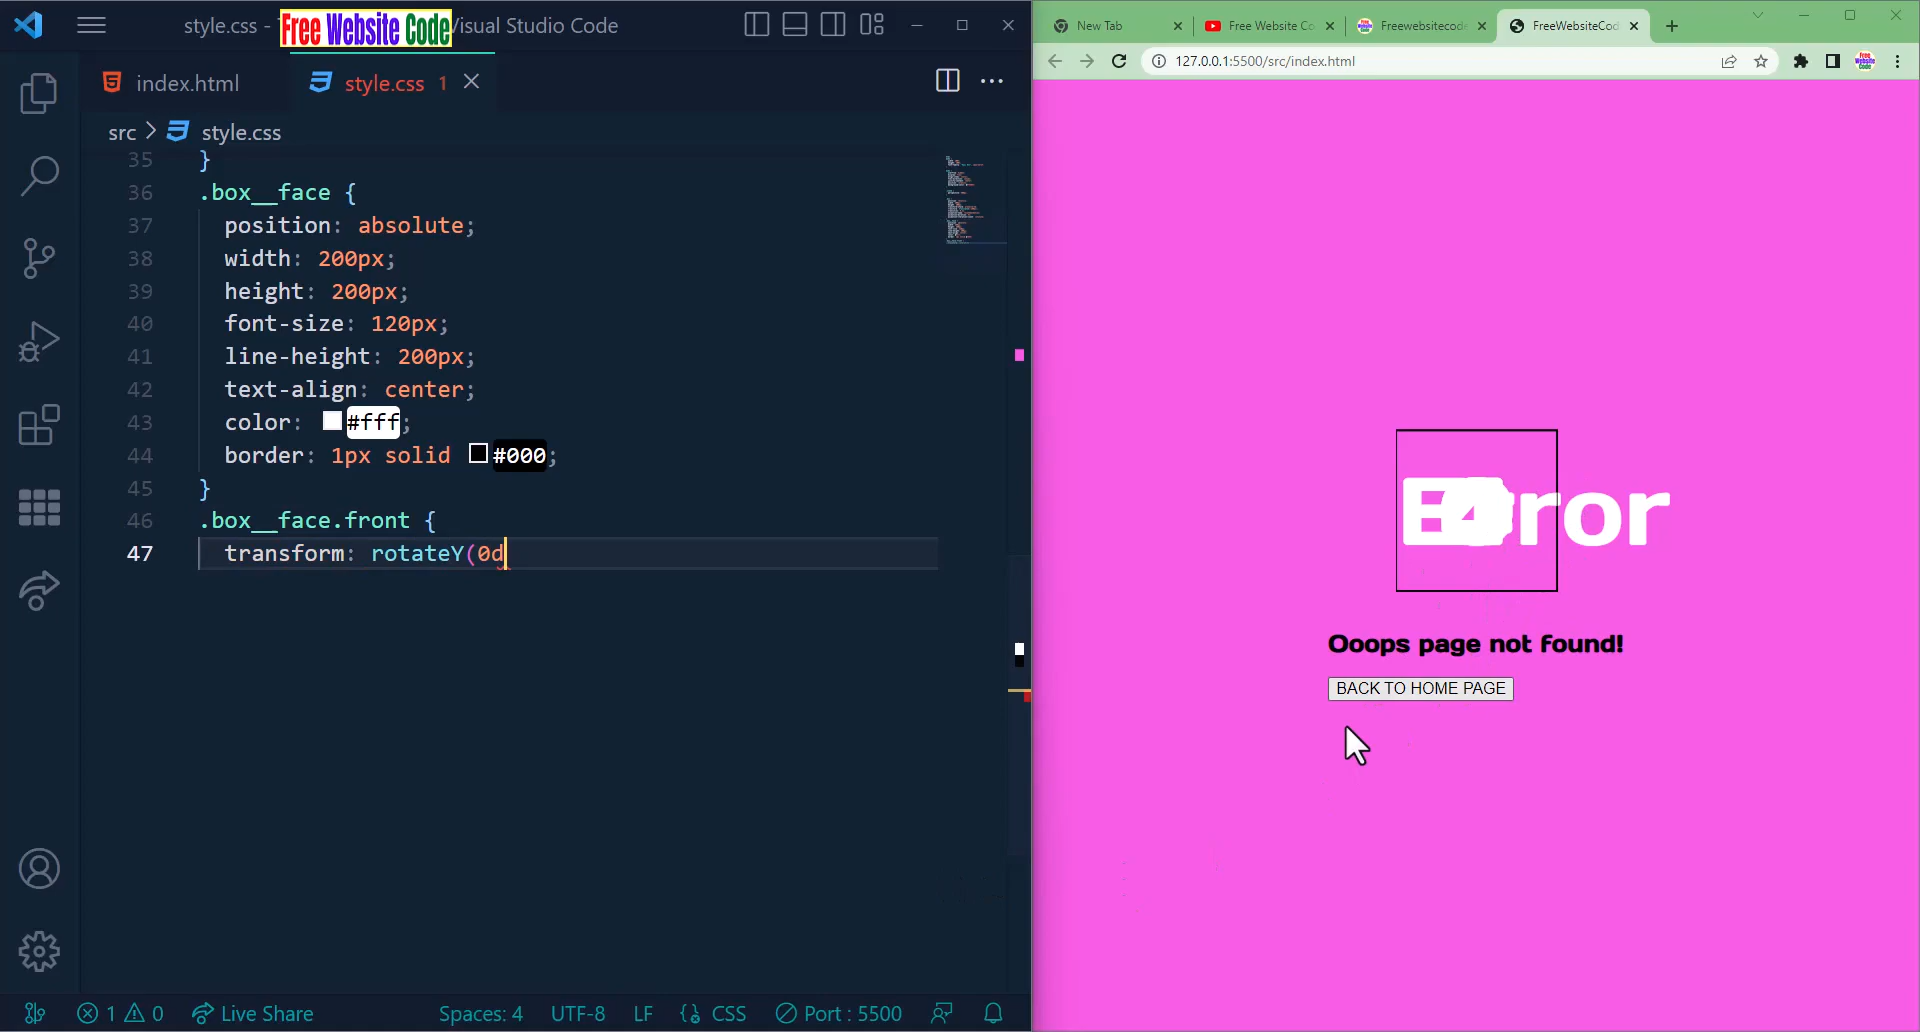 style.css - Free Website Code Visual Studio Code
index.html
style.css 1
src > style.css
35 }
36 .box__face {
37 position: absolute;
38 width: 200px;
39 height: 200px;
40 font-size: 120px;
41 line-height: 200px;
42 text-align: center;
43 color: #fff;
44 border: 1px solid #000;
45 }
46 .box__face.front {
47 transform: rotateY(0d
1 0 Live Share Spaces: 4 UTF-8 LF CSS Port : 5500
New Tab
Free Website Co
Freewebsitecode
FreeWebsiteCod
127.0.0.1:5500/src/index.html
Ooops page not found!
BACK TO HOME PAGE